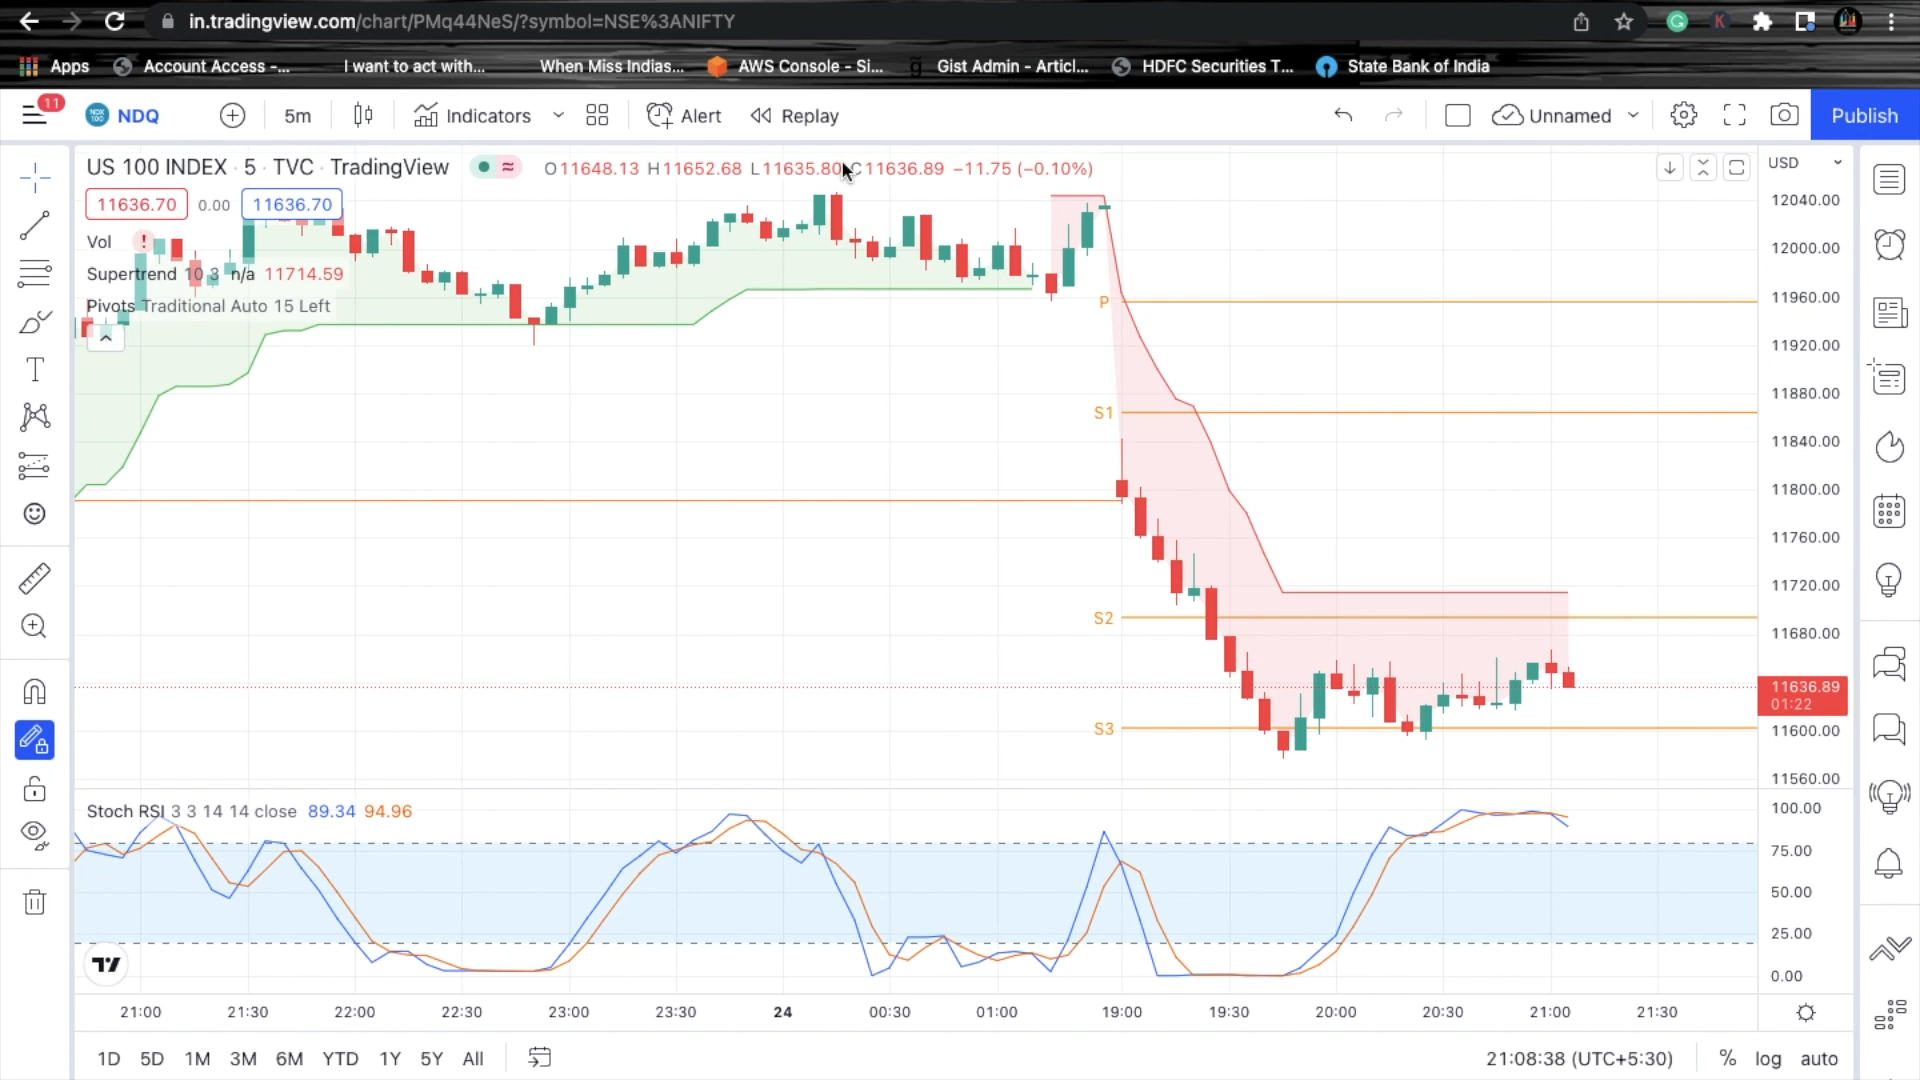 in.tradingview.com/chart/PMq44NeS/?symbol=NSE%3ANIFTY
G K
Apps Account Access -... I want to act with... When Miss Indias... AWS Console - Si... g Gist Admin - Articl... HDFC Securities T... State Bank of India
11 NDX 100 NDQ 5m Indicators Alert Replay Unnamed Publish
US 100 INDEX · 5 · TVC · TradingView O11648.13 H11652.68 L11635.80 C11636.89 −11.75 (−0.10%) USD
11636.70 0.00 11636.70
Vol !
Supertrend 10 3 n/a 11714.59
Pivots Traditional Auto 15 Left
12040.00
12000.00
P 11960.00
11920.00
11880.00
S1
11840.00
11800.00
11760.00
11720.00
S2
11680.00
11636.89
01:22
S3 11600.00
11560.00
Stoch RSI 3 3 14 14 close 89.34 94.96
100.00
75.00
50.00
25.00
0.00
21:00 21:30 22:00 22:30 23:00 23:30 24 00:30 01:00 19:00 19:30 20:00 20:30 21:00 21:30
1D 5D 1M 3M 6M YTD 1Y 5Y All 21:08:38 (UTC+5:30) % log auto